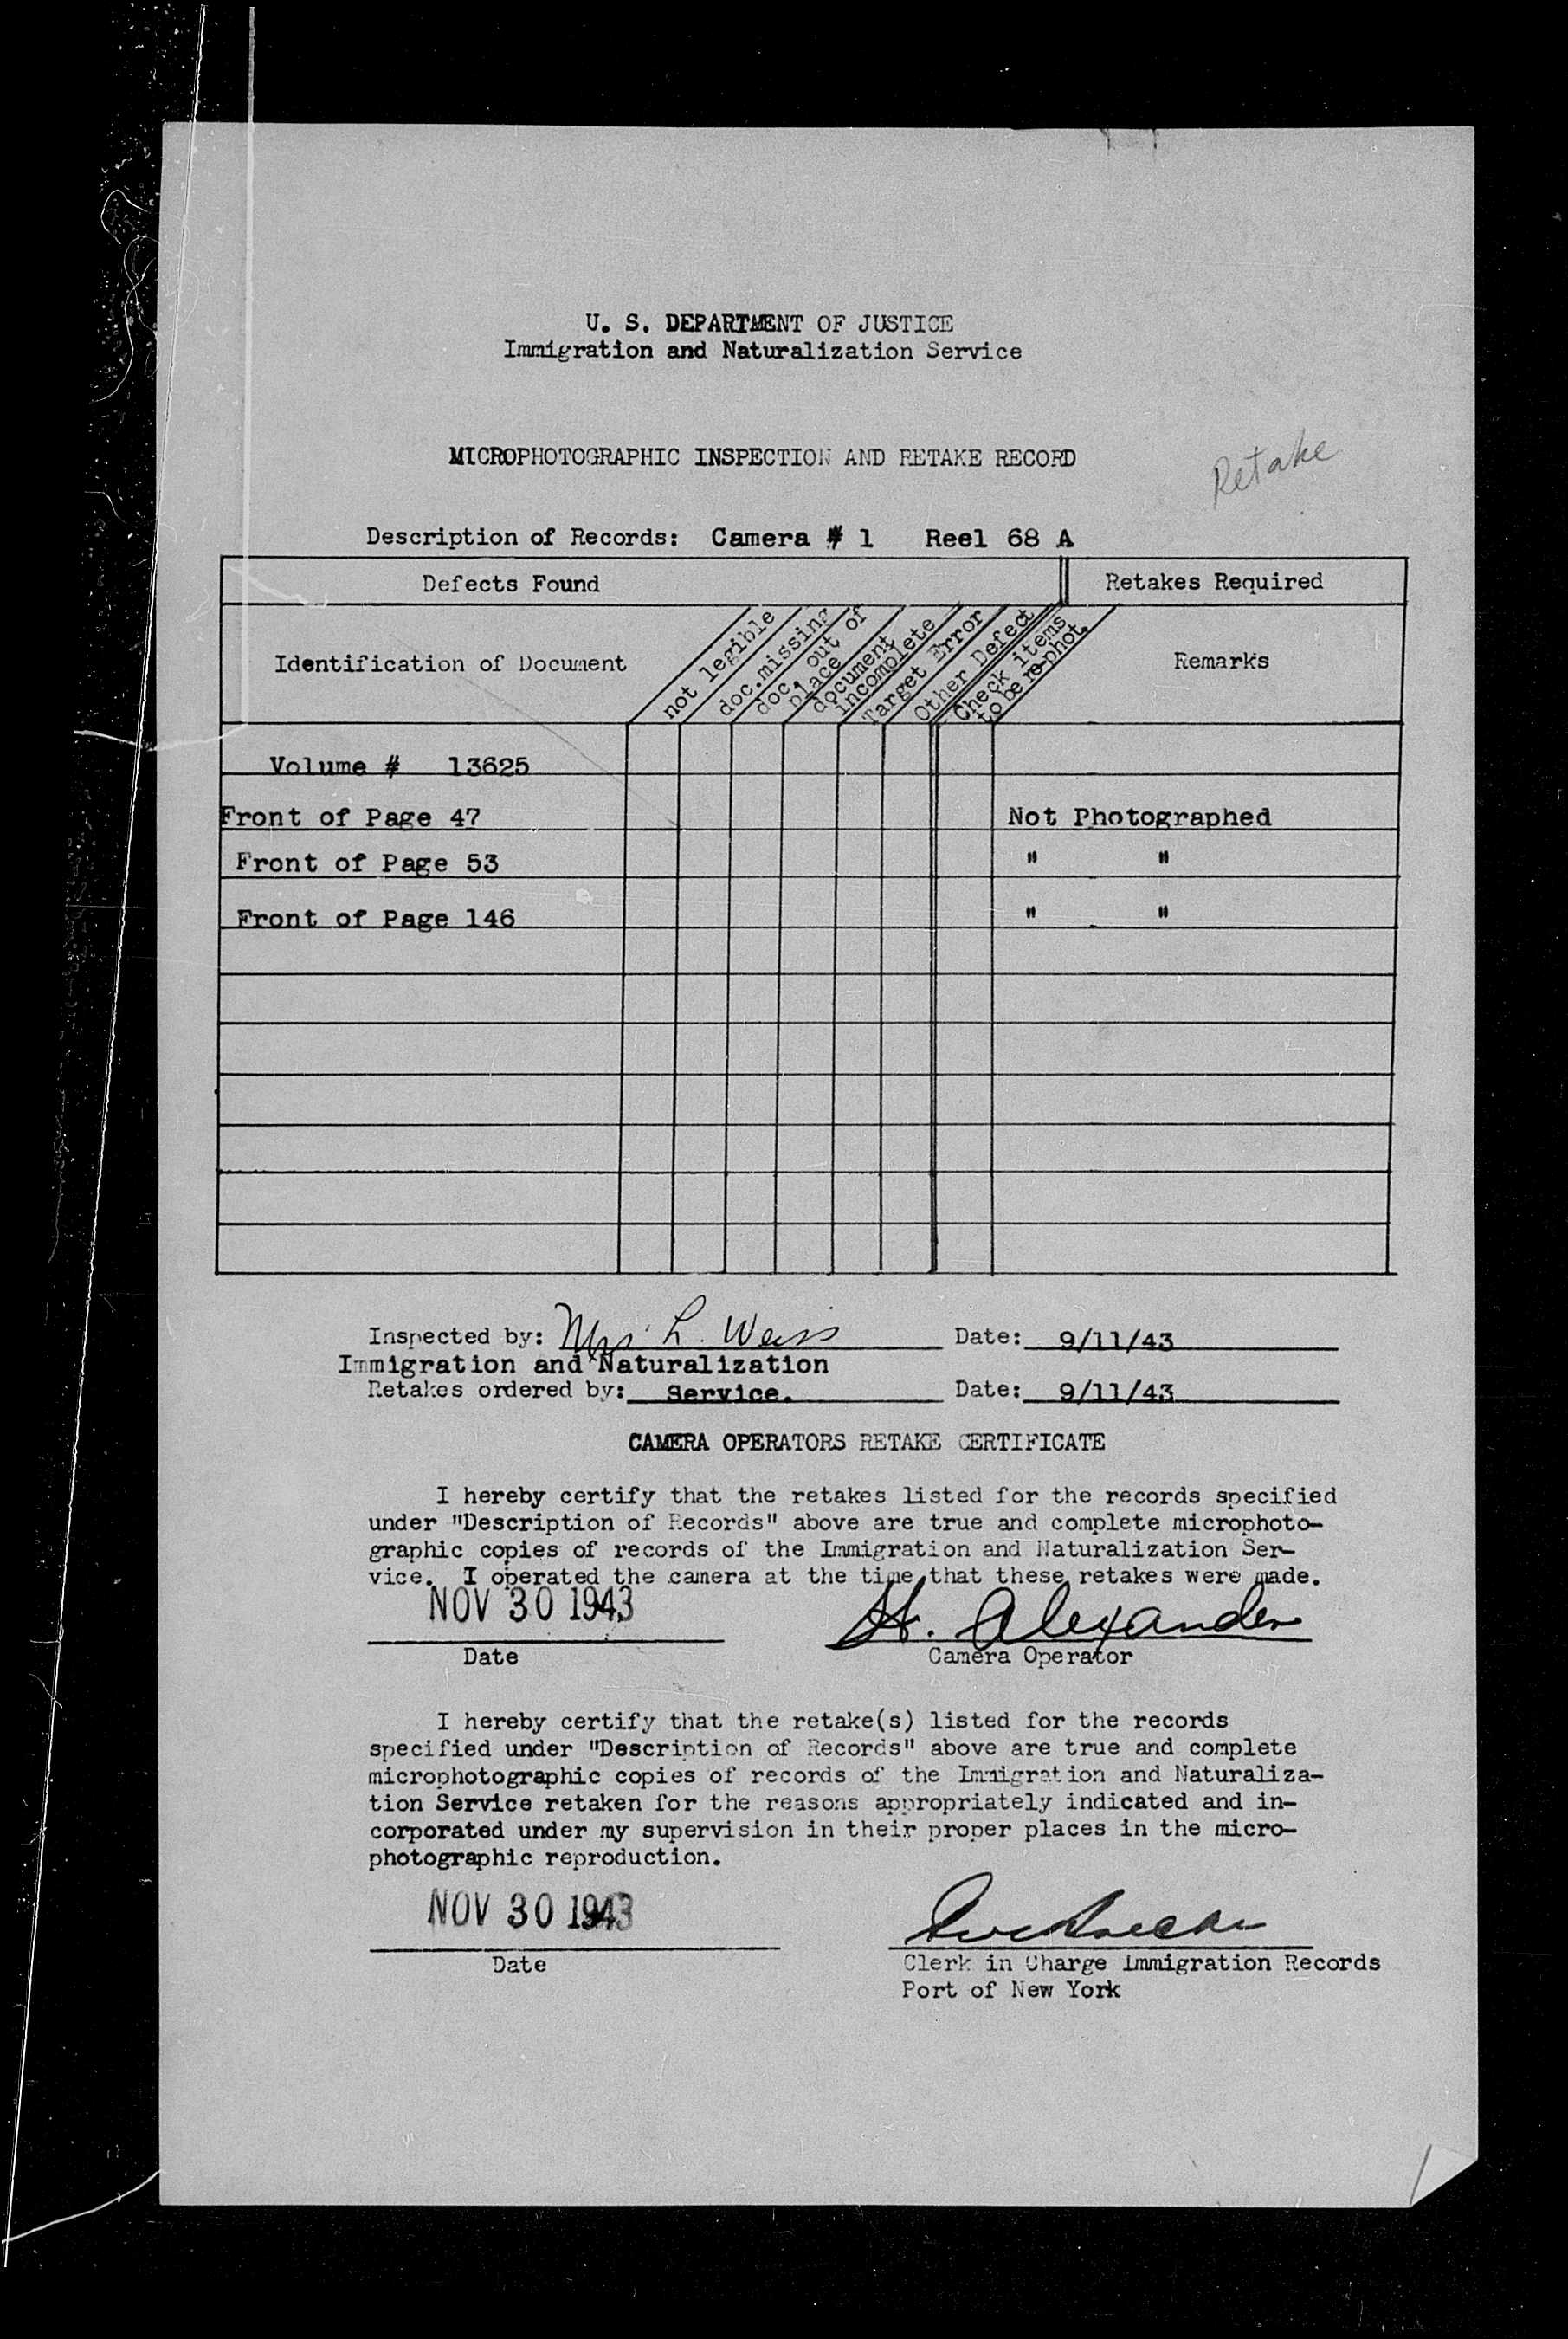 U. S. DEPARTMENT OF JUSTICE
Immigration and Naturalization Service
MICROPHOTOGRAPHIC INSPECTION AND RETAKE RECORD
Retake
Description of Records: Camera # 1 Reel 68 A
Defects Found Retakes Required
Identification of Document
not legible
doc.missing
doc. out of
place
document
incomplete
Target Error
Other Defect
Check items
to be re-phot.
Remarks
Volume # 13625
Front of Page 47 Not Photographed
Front of Page 53 " "
Front of Page 146 " "
Inspected by: Mrs L. Weiss Date: 9/11/43
Immigration and Naturalization
Retakes ordered by: Service. Date: 9/11/43
CAMERA OPERATORS RETAKE CERTIFICATE
I hereby certify that the retakes listed for the records specified
under "Description of Records" above are true and complete microphoto-
graphic copies of records of the Immigration and Naturalization Ser-
vice. I operated the camera at the time that these retakes were made.
NOV 30 1943 H. Alexander
Date Camera Operator
I hereby certify that the retake(s) listed for the records
specified under "Description of Records" above are true and complete
microphotographic copies of records of the Immigration and Naturaliza-
tion Service retaken for the reasons appropriately indicated and in-
corporated under my supervision in their proper places in the micro-
photographic reproduction.
NOV 30 1943
Date Clerk in Charge Immigration Records
Port of New York